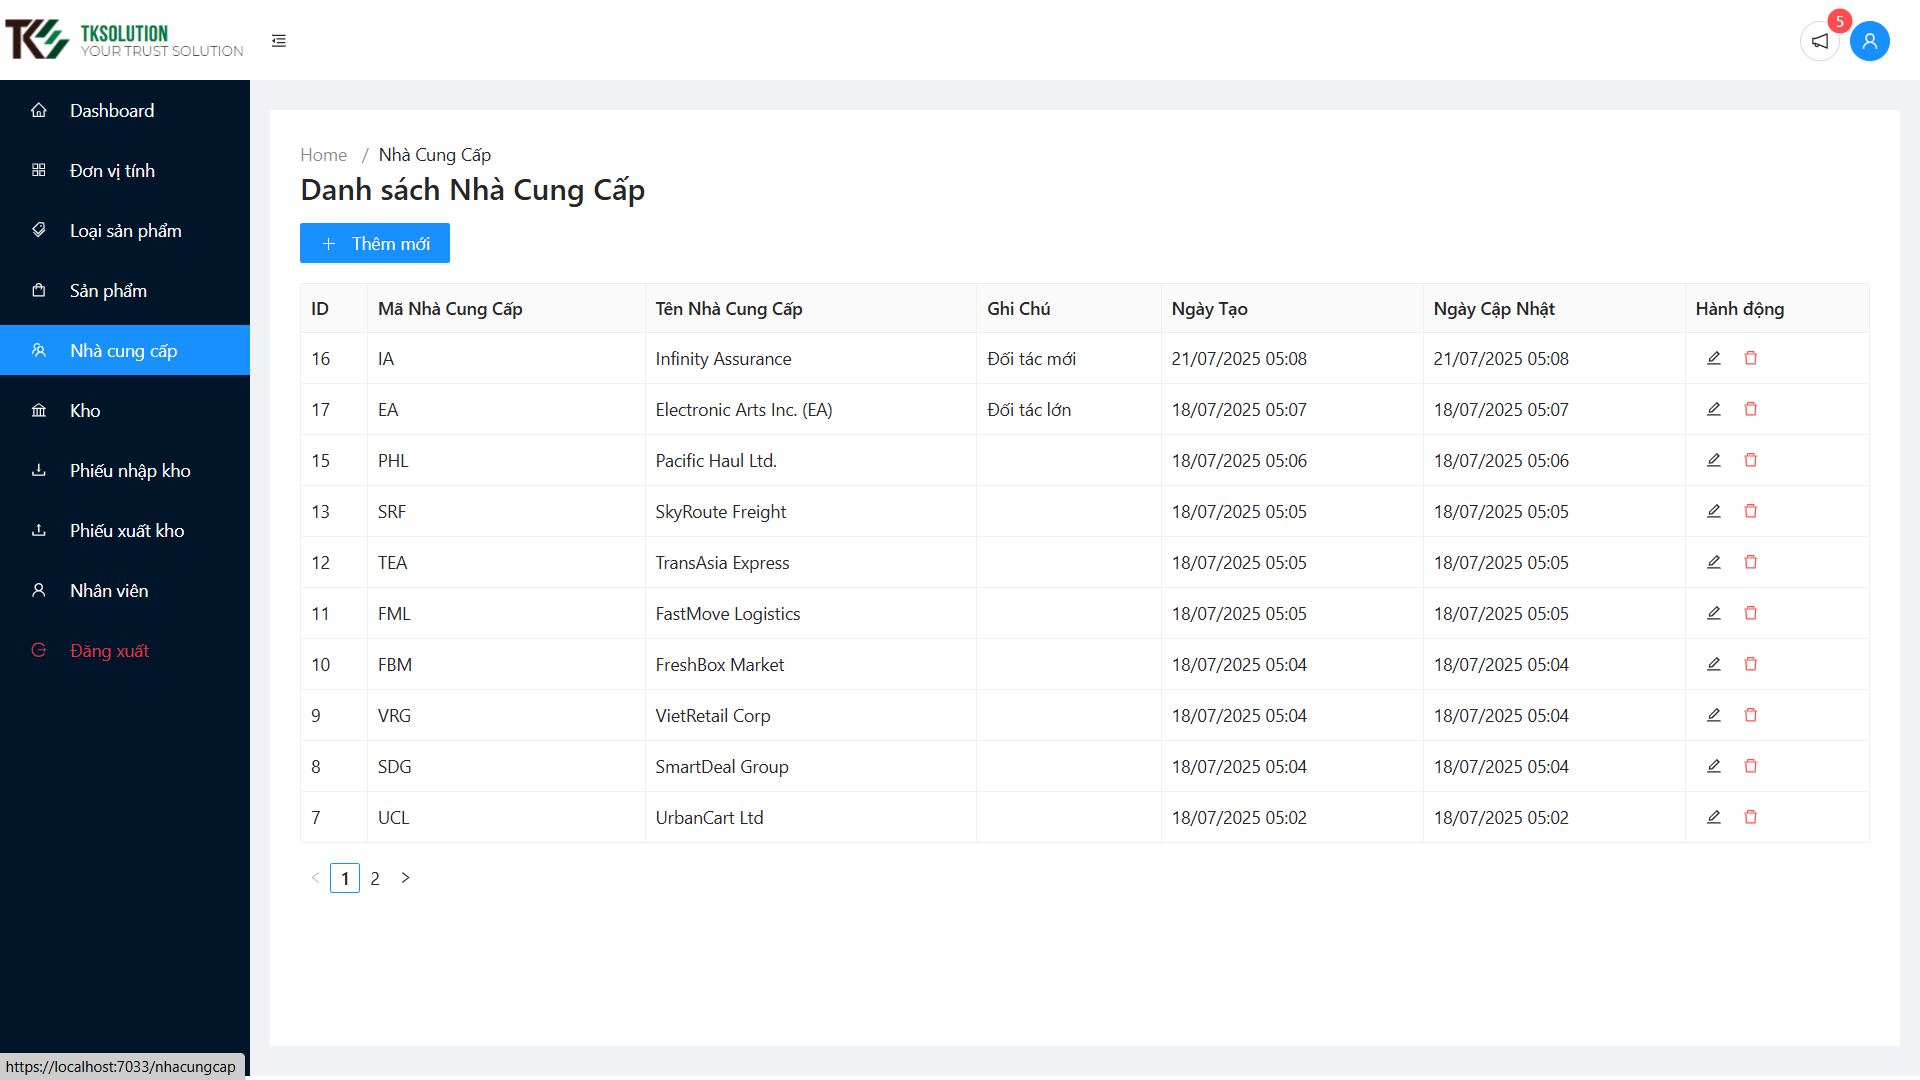 TKS TKSOLUTION
YOUR TRUST SOLUTION
5
Dashboard
Đơn vị tính
Loại sản phẩm
Sản phẩm
Nhà cung cấp
Kho
Phiếu nhập kho
Phiếu xuất kho
Nhân viên
Đăng xuất
Home / Nhà Cung Cấp
Danh sách Nhà Cung Cấp
+ Thêm mới
ID Mã Nhà Cung Cấp Tên Nhà Cung Cấp Ghi Chú Ngày Tạo Ngày Cập Nhật Hành động
16 IA Infinity Assurance Đối tác mới 21/07/2025 05:08 21/07/2025 05:08
17 EA Electronic Arts Inc. (EA) Đối tác lớn 18/07/2025 05:07 18/07/2025 05:07
15 PHL Pacific Haul Ltd. 18/07/2025 05:06 18/07/2025 05:06
13 SRF SkyRoute Freight 18/07/2025 05:05 18/07/2025 05:05
12 TEA TransAsia Express 18/07/2025 05:05 18/07/2025 05:05
11 FML FastMove Logistics 18/07/2025 05:05 18/07/2025 05:05
10 FBM FreshBox Market 18/07/2025 05:04 18/07/2025 05:04
9 VRG VietRetail Corp 18/07/2025 05:04 18/07/2025 05:04
8 SDG SmartDeal Group 18/07/2025 05:04 18/07/2025 05:04
7 UCL UrbanCart Ltd 18/07/2025 05:02 18/07/2025 05:02
< 1 2 >
https://localhost:7033/nhacungcap